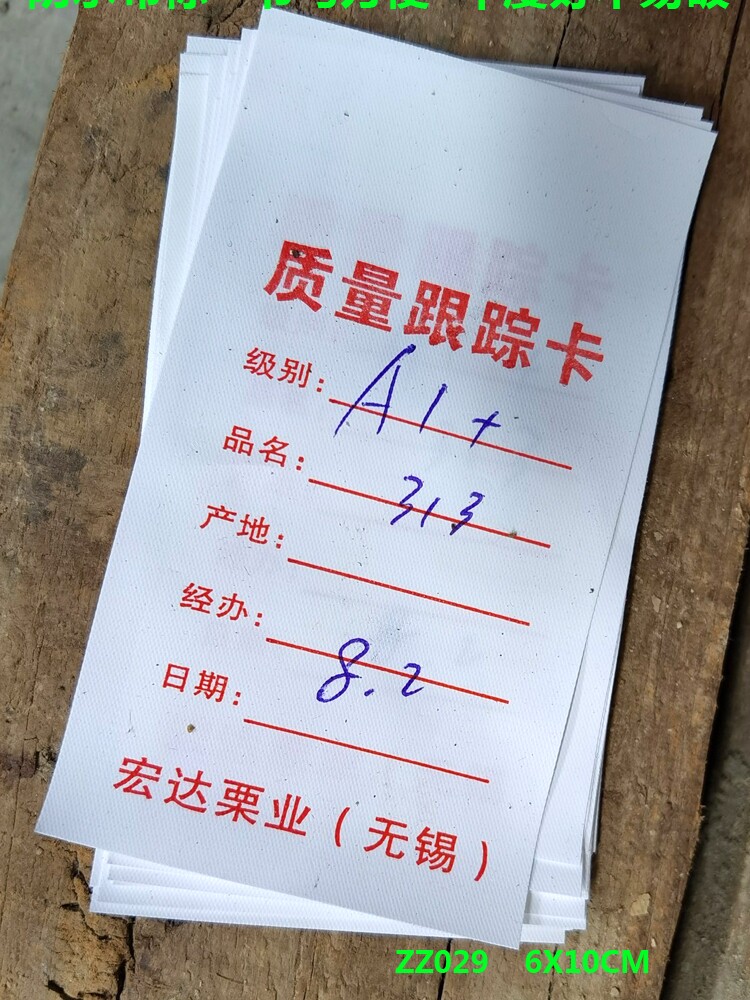 质量跟踪卡
级别: A1+
品名: 313
产地:
经办: 8.2
日期:
宏达栗业(无锡)
ZZ029 6X10CM